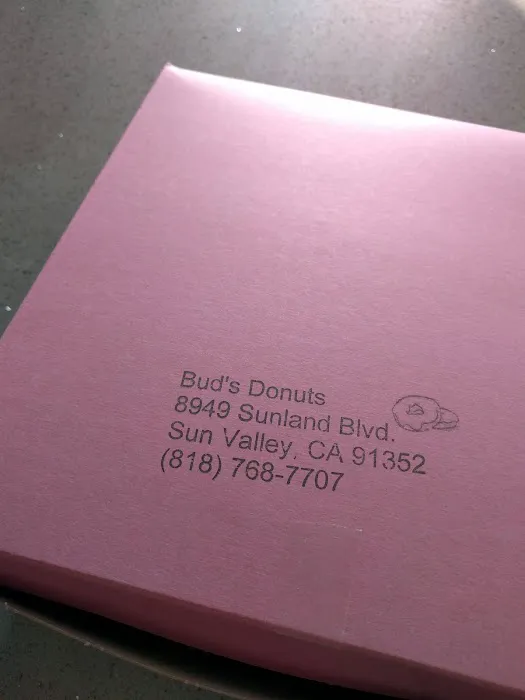 Bud's Donuts
8949 Sunland Blvd.
Sun Valley, CA 91352
(818) 768-7707